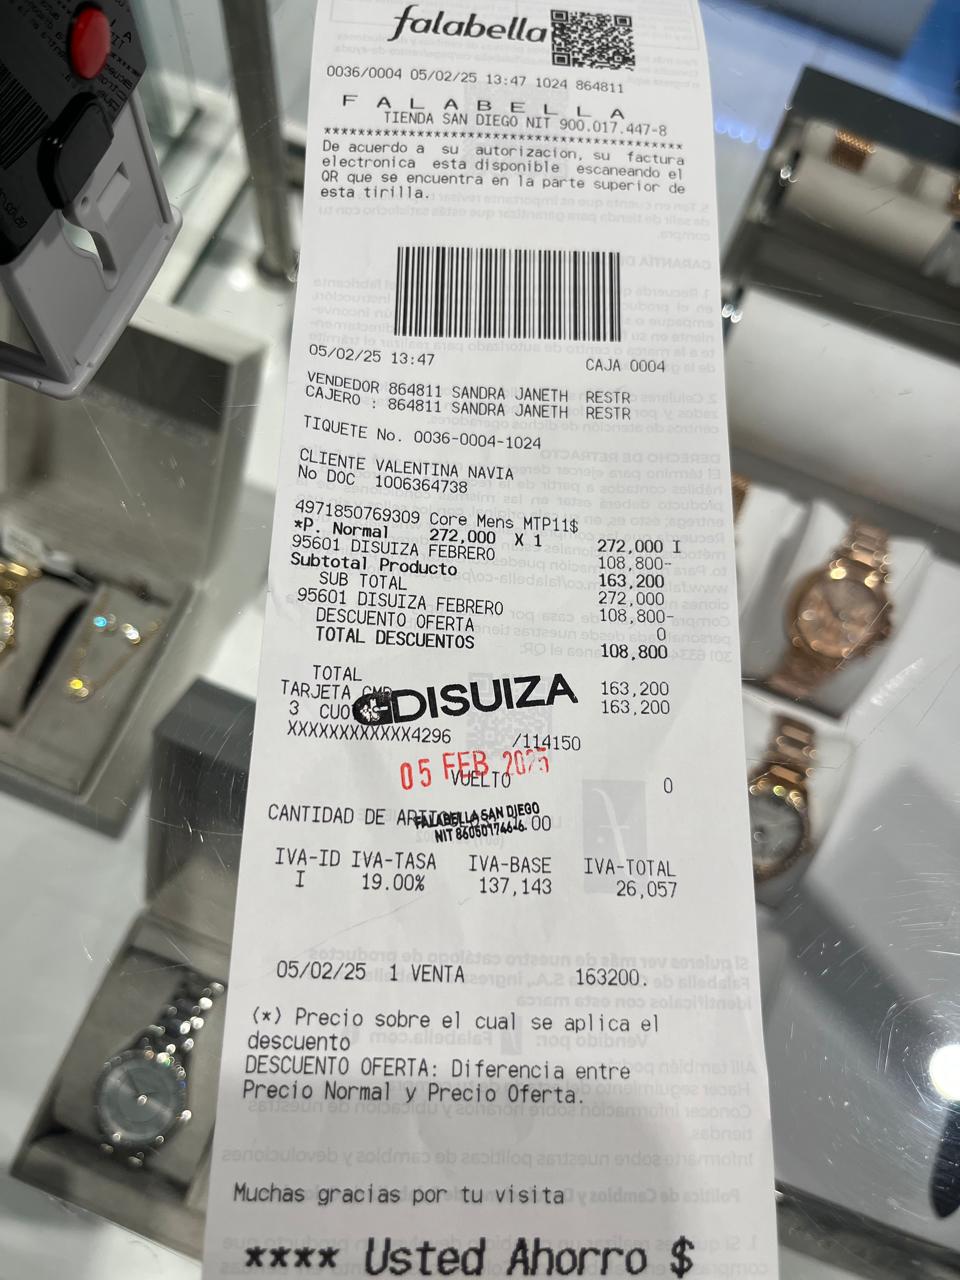 falabella
0036/0004 05/02/25 13:47 1024 864811
F A L A B E L L A
TIENDA SAN DIEGO NIT 900.017.447-8
****************************************
De acuerdo a su autorizacion, su factura
electronica esta disponible escaneando el
QR que se encuentra en la parte superior de
esta tirilla.
05/02/25 13:47 CAJA 0004
VENDEDOR 864811 SANDRA JANETH RESTR
CAJERO : 864811 SANDRA JANETH RESTR
TIQUETE No. 0036-0004-1024
CLIENTE VALENTINA NAVIA
No DOC 1006364738
4971850769309 Core Mens MTP11$
*P. Normal 272,000 X 1 272,000 I
95601 DISUIZA FEBRERO 108,800-
Subtotal Producto 163,200
SUB TOTAL 272,000
95601 DISUIZA FEBRERO 108,800-
DESCUENTO OFERTA 0
TOTAL DESCUENTOS 108,800
TOTAL 163,200
TARJETA CMR 163,200
3 CUO
DISUIZA
XXXXXXXXXXXX4296 /114150
05 FEB 2025
VUELTO 0
CANTIDAD DE 00
FALABELLA SAN DIEGO
NIT
IVA-ID IVA-TASA IVA-BASE IVA-TOTAL
I 19.00% 137,143 26,057
05/02/25 1 VENTA 163200.
(*) Precio sobre el cual se aplica el
descuento
DESCUENTO OFERTA: Diferencia entre
Precio Normal y Precio Oferta.
Muchas gracias por tu visita
**** Usted Ahorro $